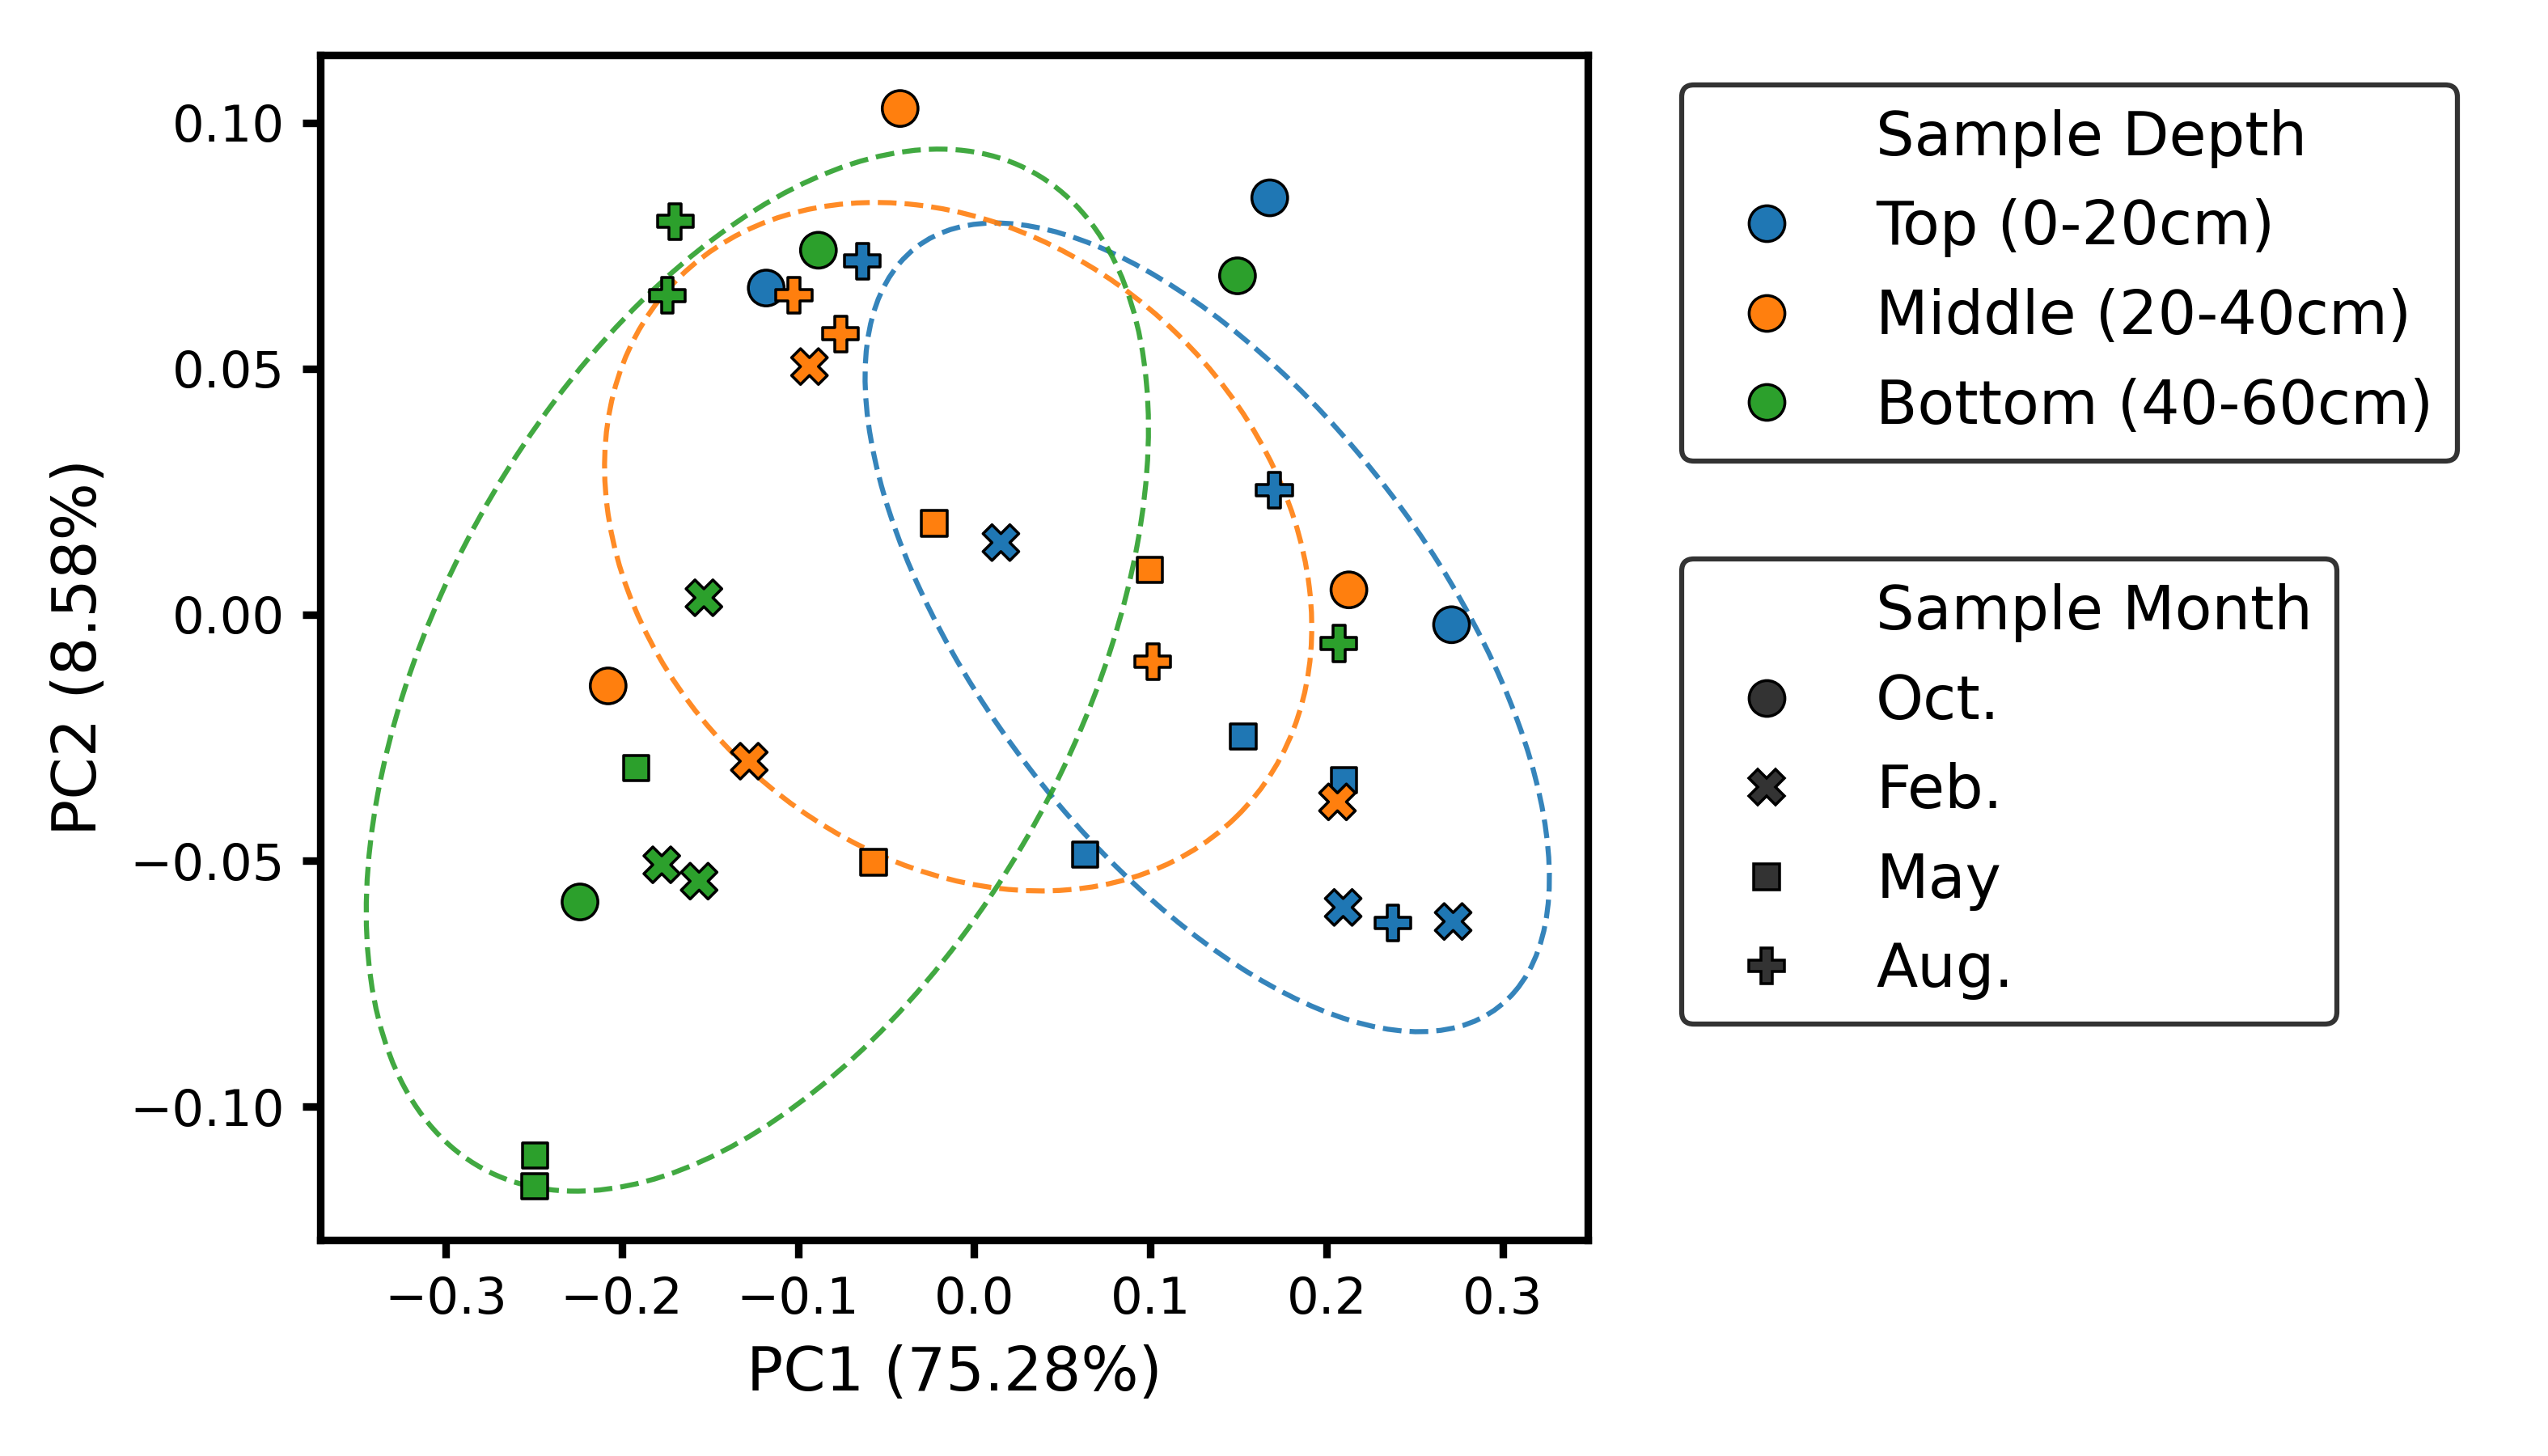 0.10
0.05
0.00
−0.05
−0.10
PC2 (8.58%)
−0.3 −0.2 −0.1 0.0 0.1 0.2 0.3
PC1 (75.28%)
Sample Depth
Top (0-20cm)
Middle (20-40cm)
Bottom (40-60cm)
Sample Month
Oct.
Feb.
May
Aug.